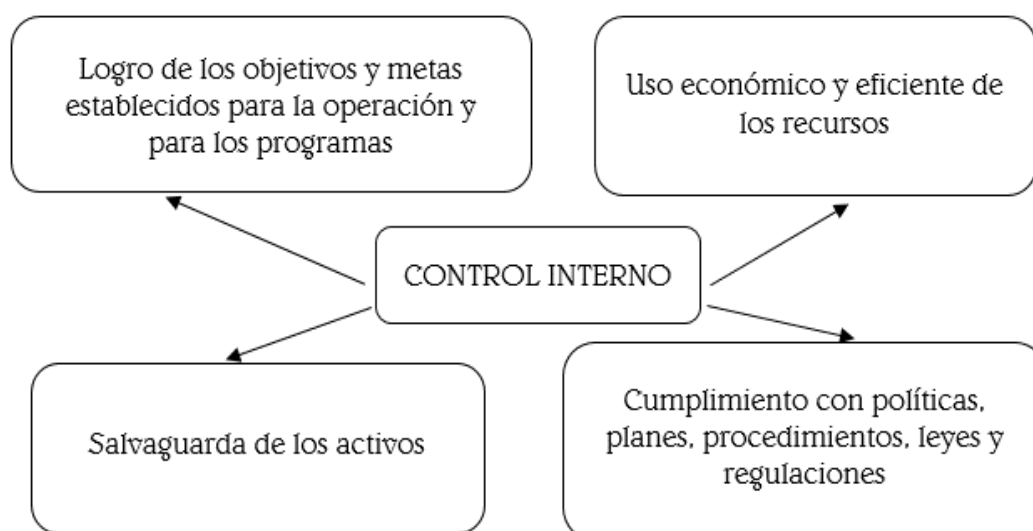 Logro de los objetivos y metas
establecidos para la operación y
para los programas
Uso económico y eficiente de
los recursos
CONTROL INTERNO
Salvaguarda de los activos
Cumplimiento con políticas,
planes, procedimientos, leyes y
regulaciones